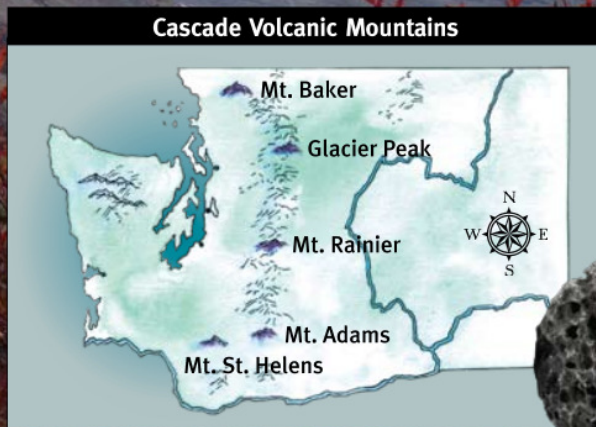 Cascade Volcanic Mountains
Mt. Baker
Glacier Peak
N
W E
S
Mt. Rainier
Mt. Adams
Mt. St. Helens